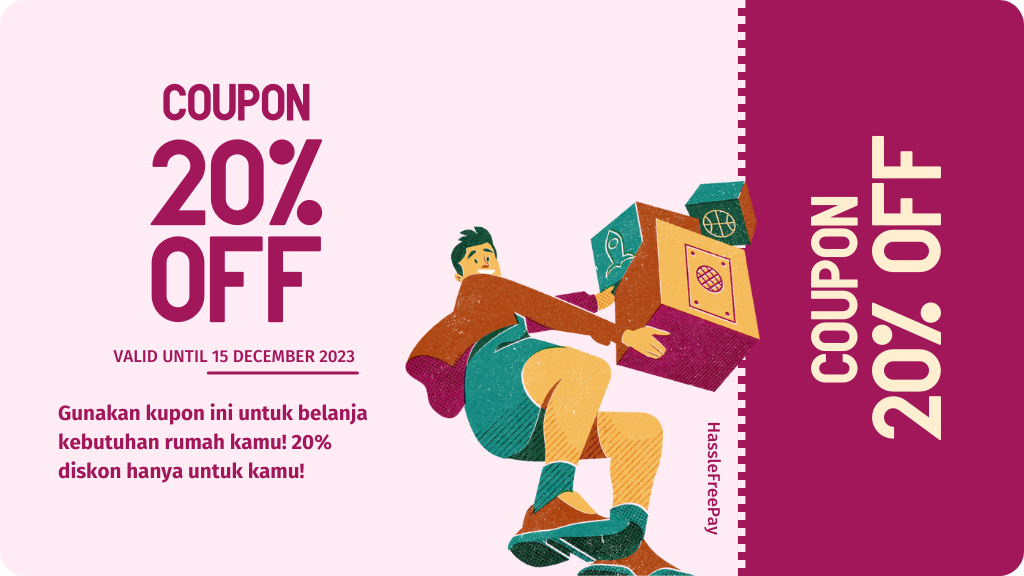 COUPON
20%
OFF
VALID UNTIL 15 DECEMBER 2023
Gunakan kupon ini untuk belanja
kebutuhan rumah kamu! 20%
diskon hanya untuk kamu!
HassleFreePay
COUPON
20% OFF